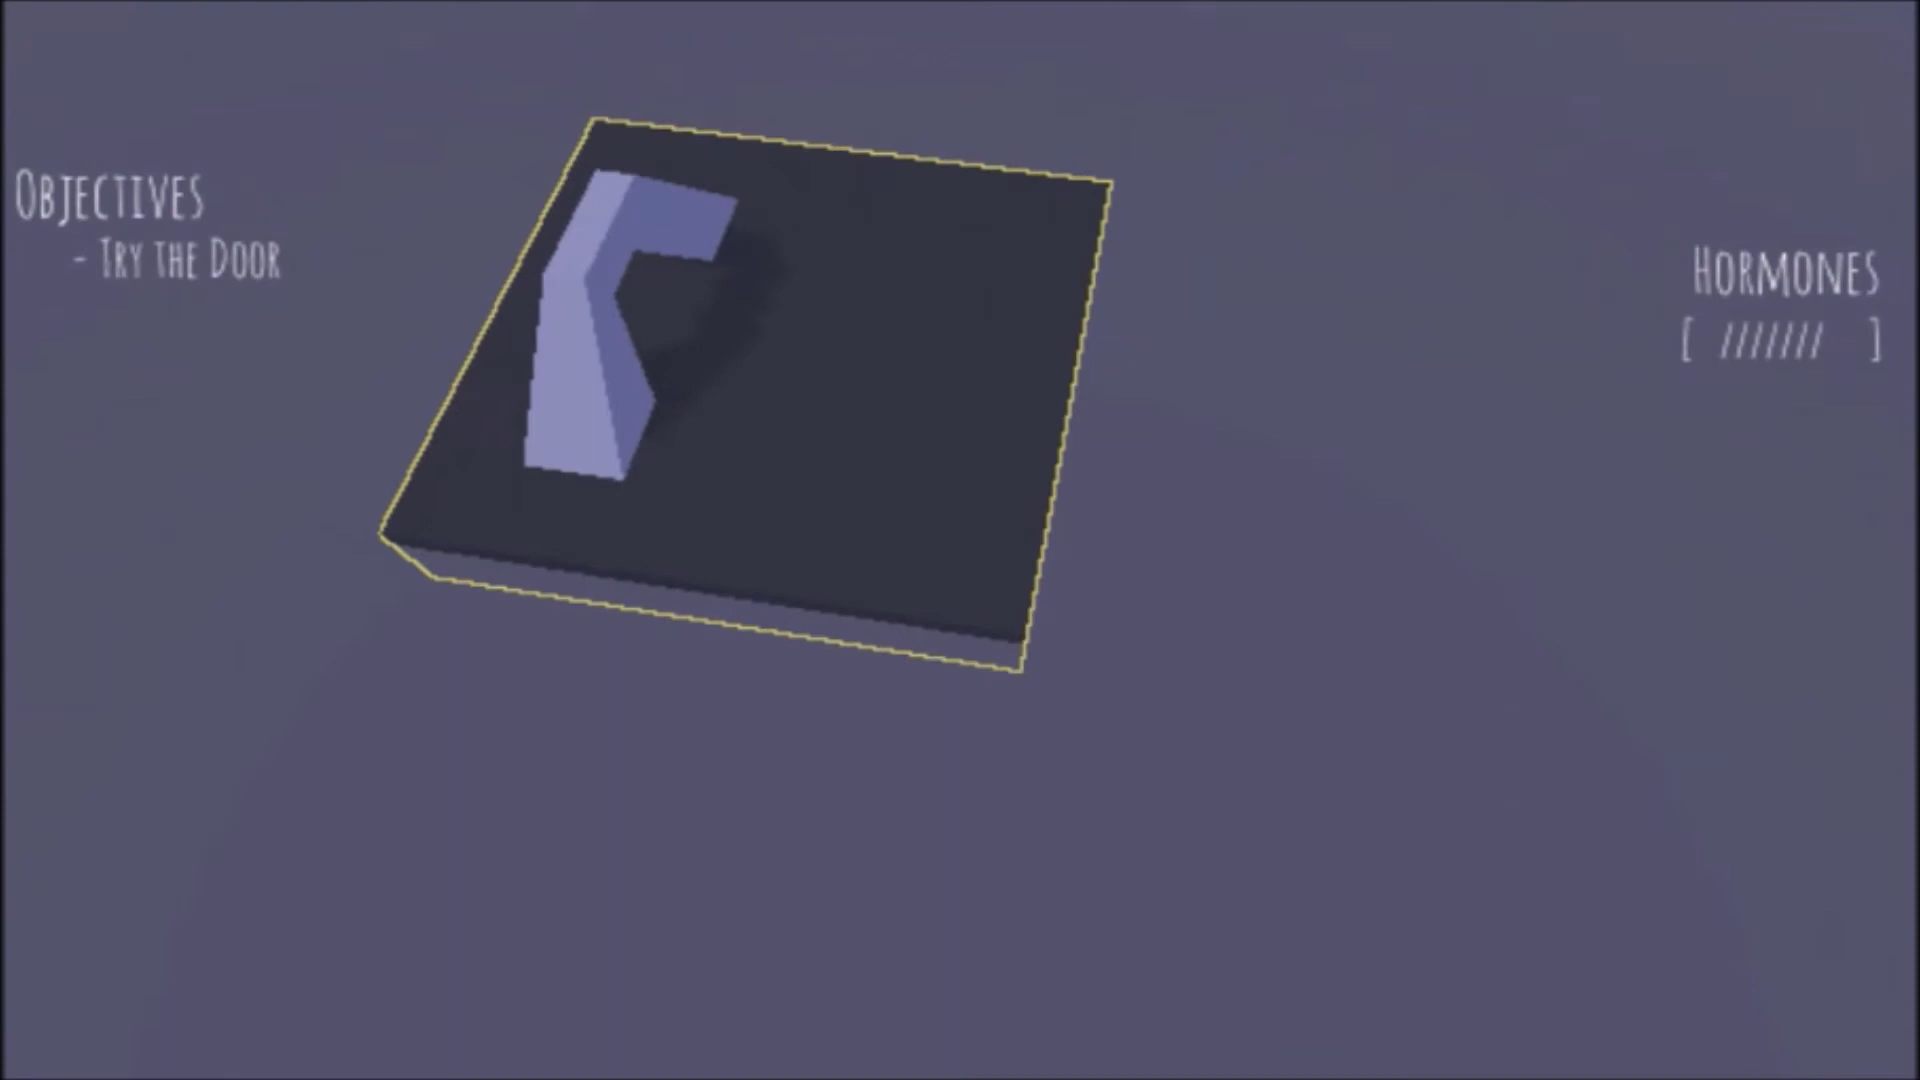 Objectives
- Try the Door
Hormones
[ /////// ]